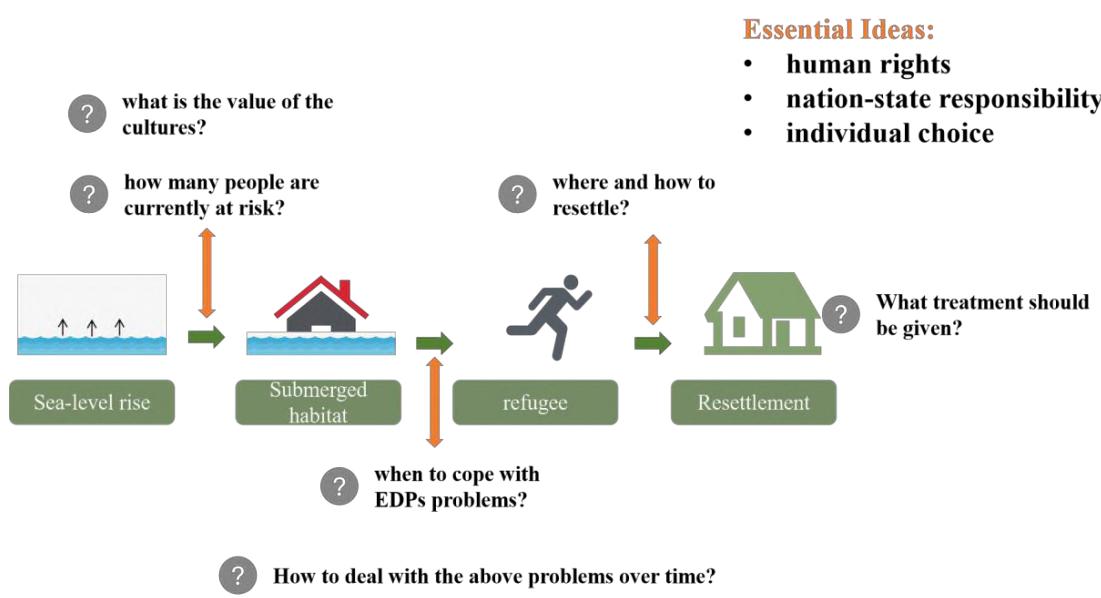 Essential Ideas:
• human rights
• nation-state responsibility
• individual choice
? what is the value of the
cultures?
? how many people are
currently at risk?
? where and how to
resettle?
? What treatment should
be given?
Sea-level rise
Submerged
habitat
refugee
Resettlement
? when to cope with
EDPs problems?
? How to deal with the above problems over time?